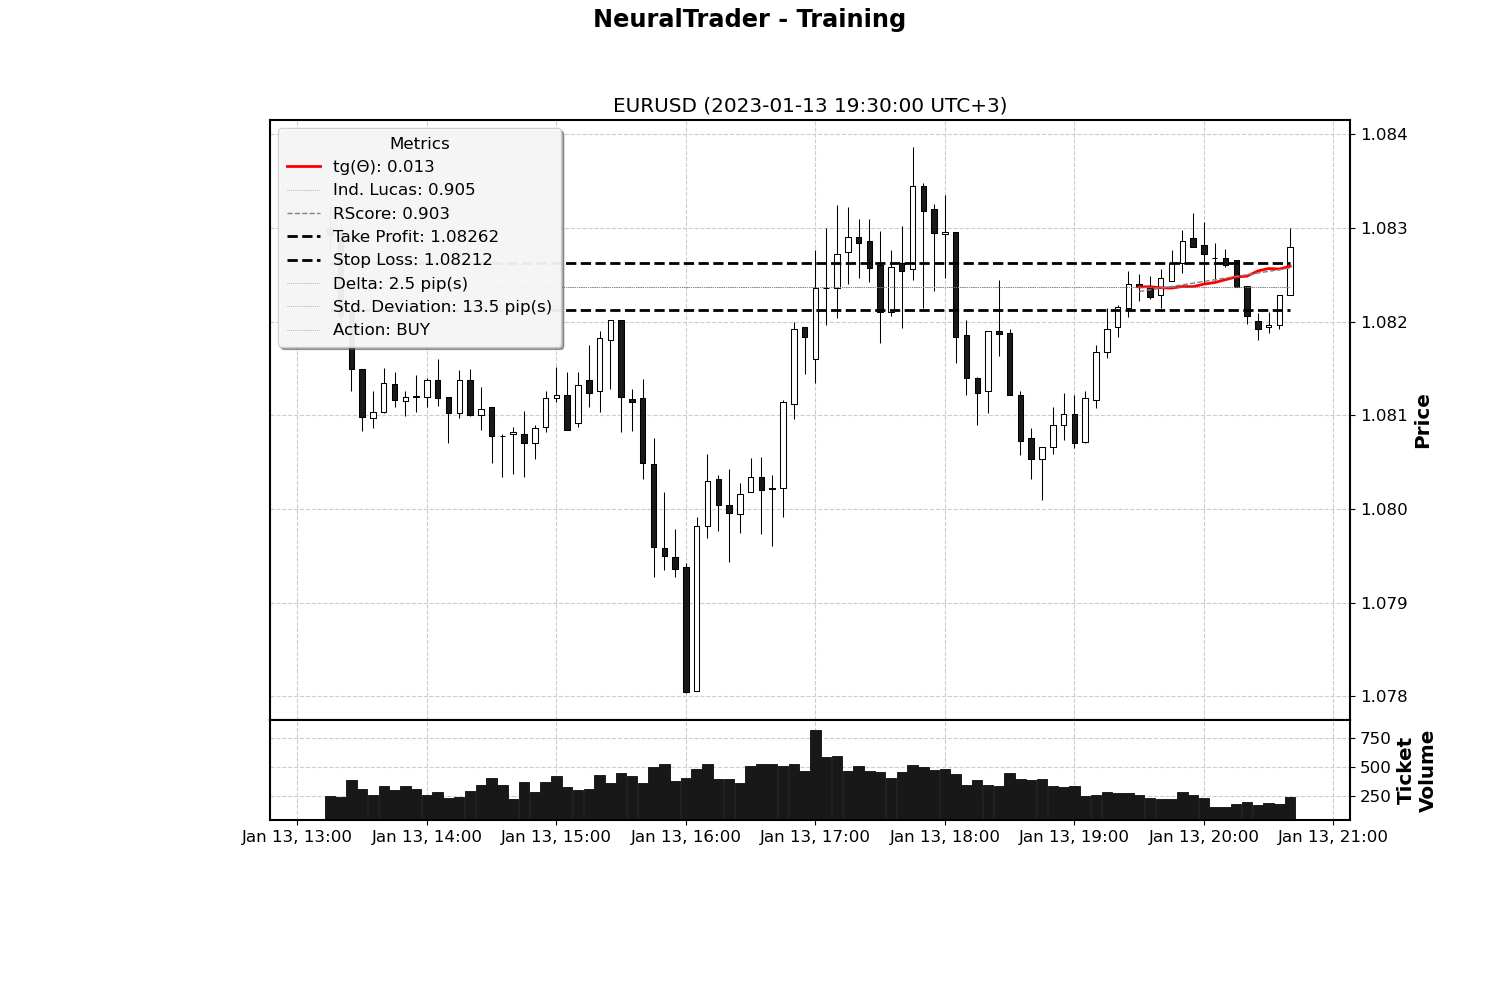 NeuralTrader - Training
EURUSD (2023-01-13 19:30:00 UTC+3)
Metrics
tg(Θ): 0.013
Ind. Lucas: 0.905
RScore: 0.903
Take Profit: 1.08262
Stop Loss: 1.08212
Delta: 2.5 pip(s)
Std. Deviation: 13.5 pip(s)
Action: BUY
1.084
1.083
1.082
1.081
1.080
1.079
1.078
Price
750
500
250
Ticket
Volume
Jan 13, 13:00 Jan 13, 14:00 Jan 13, 15:00 Jan 13, 16:00 Jan 13, 17:00 Jan 13, 18:00 Jan 13, 19:00 Jan 13, 20:00 Jan 13, 21:00